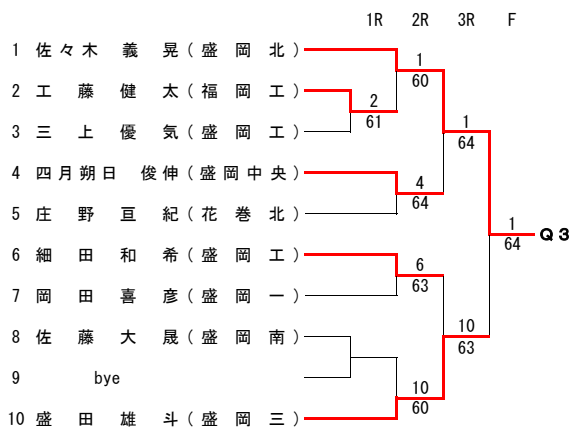 1R 2R 3R F
1 佐々木 義晃(盛岡北)
2 工藤健太(福岡工)
3 三上優気(盛岡工)
4 四月朔日 俊伸(盛岡中央)
5 庄野亘紀(花巻北)
6 細田和希(盛岡工)
7 岡田喜彦(盛岡一)
8 佐藤大晟(盛岡南)
9 bye
10 盛田雄斗(盛岡三)
2
61
1
60
4
64
6
63
10
60
1
64
10
63
1
64
Q3